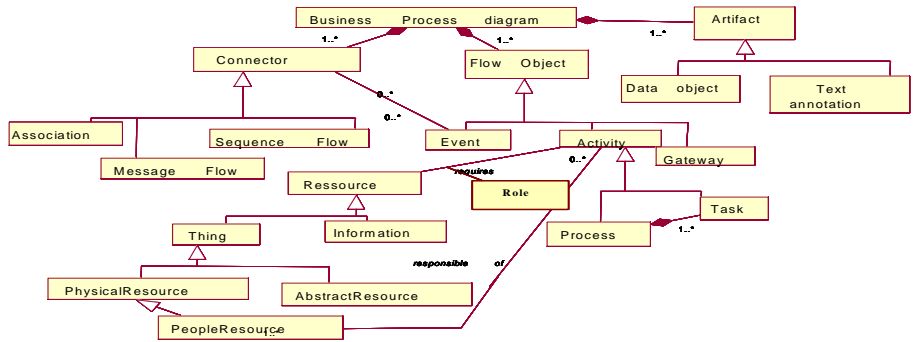 Business Process diagram
Artifact
1..*
1..*
1..*
Connector
Flow Object
Data object
Text
annotation
0..*
0..*
Association
Sequence Flow
Event
Activity
Gateway
Message Flow
0..*
requires
Ressource
Role
Task
Thing
Information
Process
1..*
responsible of
PhysicalResource
AbstractResource
PeopleResource
1..*